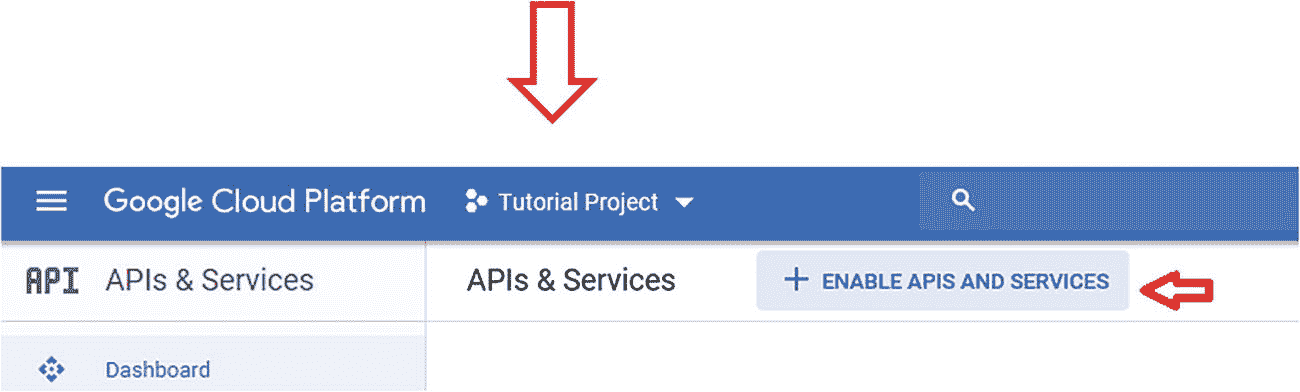 Google Cloud Platform Tutorial Project
API APIs & Services APIs & Services + ENABLE APIS AND SERVICES
Dashboard